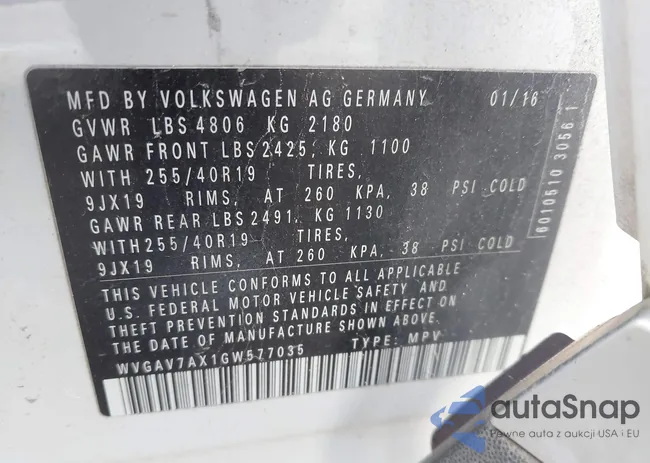 MFD BY VOLKSWAGEN AG GERMANY 01/16
GVWR LBS 4806 KG 2180
GAWR FRONT LBS 2425, KG 1100
WITH 255/40R19 TIRES,
9JX19 RIMS, AT 260 KPA, 38 PSI COLD
GAWR REAR LBS 2491, KG 1130
WITH 255/40R19 TIRES,
9JX19 RIMS, AT 260 KPA, 38 PSI COLD
THIS VEHICLE CONFORMS TO ALL APPLICABLE
U.S. FEDERAL MOTOR VEHICLE SAFETY AND
THEFT PREVENTION STANDARDS IN EFFECT ON
THE DATE OF MANUFACTURE SHOWN ABOVE.
WVGAV7AX1GW577035 TYPE: MPV
6010510 3056 1
autaSnap
Pewne auta z aukcji USA i EU